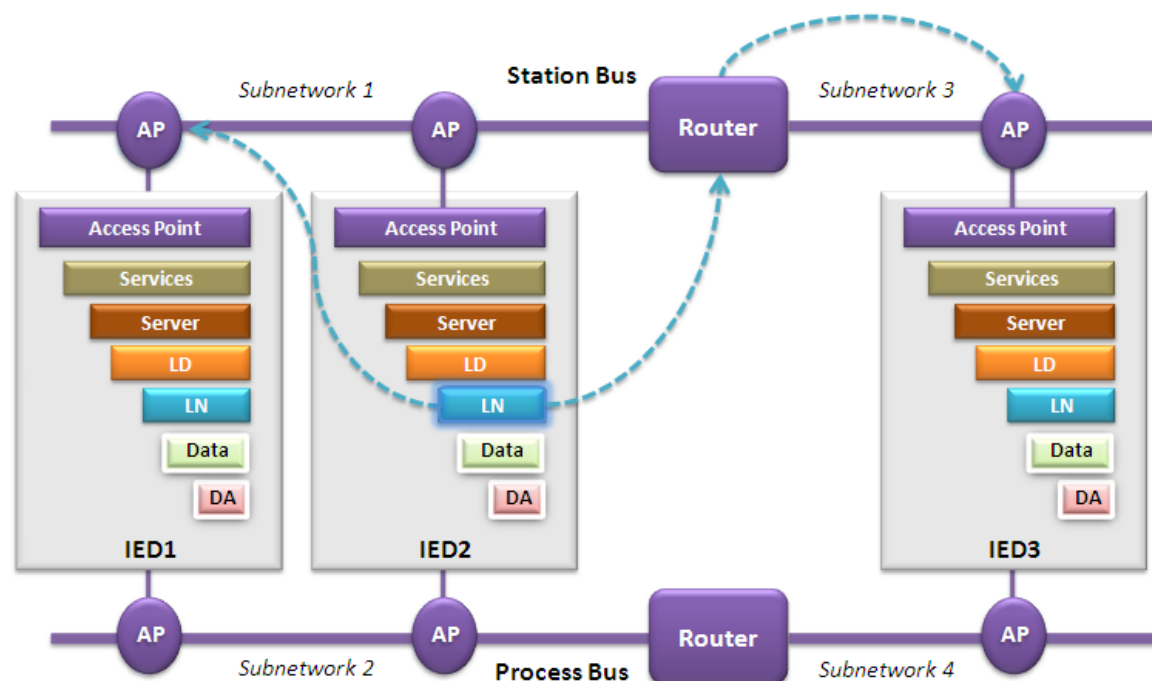 Station Bus
Subnetwork 1
Subnetwork 3
AP
AP
Router
AP
Access Point
Services
Server
LD
LN
Data
DA
IED1
Access Point
Services
Server
LD
LN
Data
DA
IED2
Access Point
Services
Server
LD
LN
Data
DA
IED3
AP
AP
Router
AP
Subnetwork 2
Process Bus
Subnetwork 4